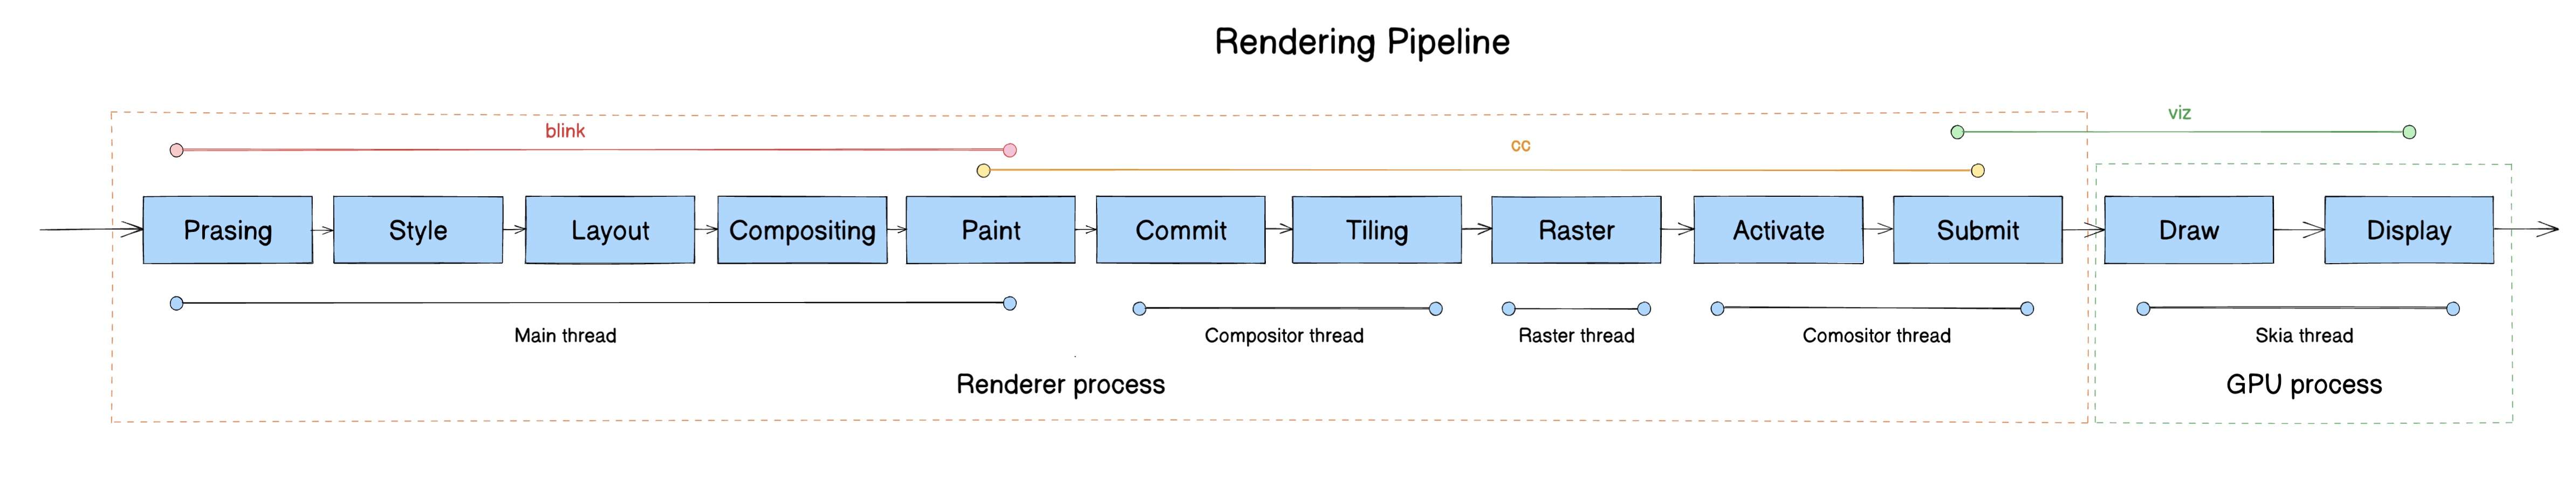 Rendering Pipeline
viz
blink
cc
Prasing
Style
Layout
Compositing
Paint
Commit
Tiling
Raster
Activate
Submit
Draw
Display
Main thread
Compositor thread
Raster thread
Comositor thread
Skia thread
Renderer process
GPU process